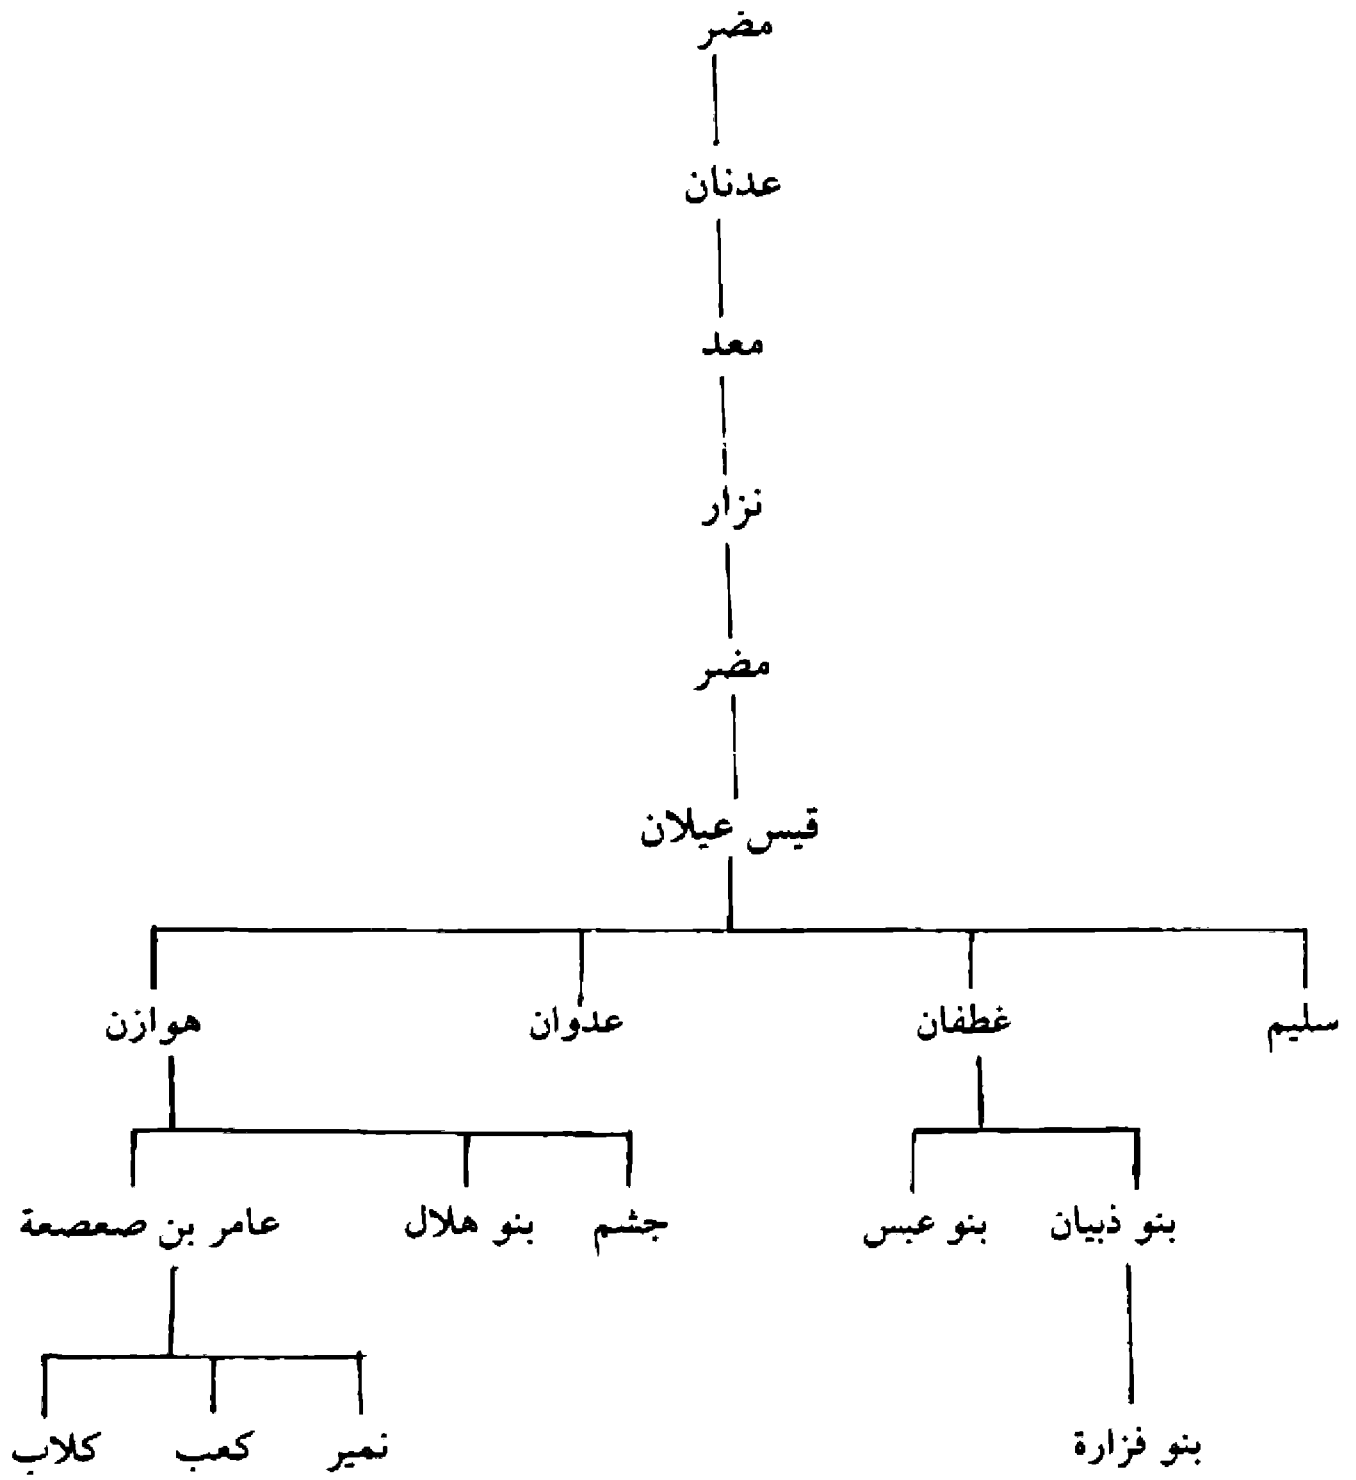 مضر
عدنان
معد
نزار
مضر
قيس عيلان
سليم غطفان عدوان هوازن
بنو ذبيان بنو عبس جشم بنو هلال عامر بن صعصعة
بنو فزارة نمير كعب كلاب